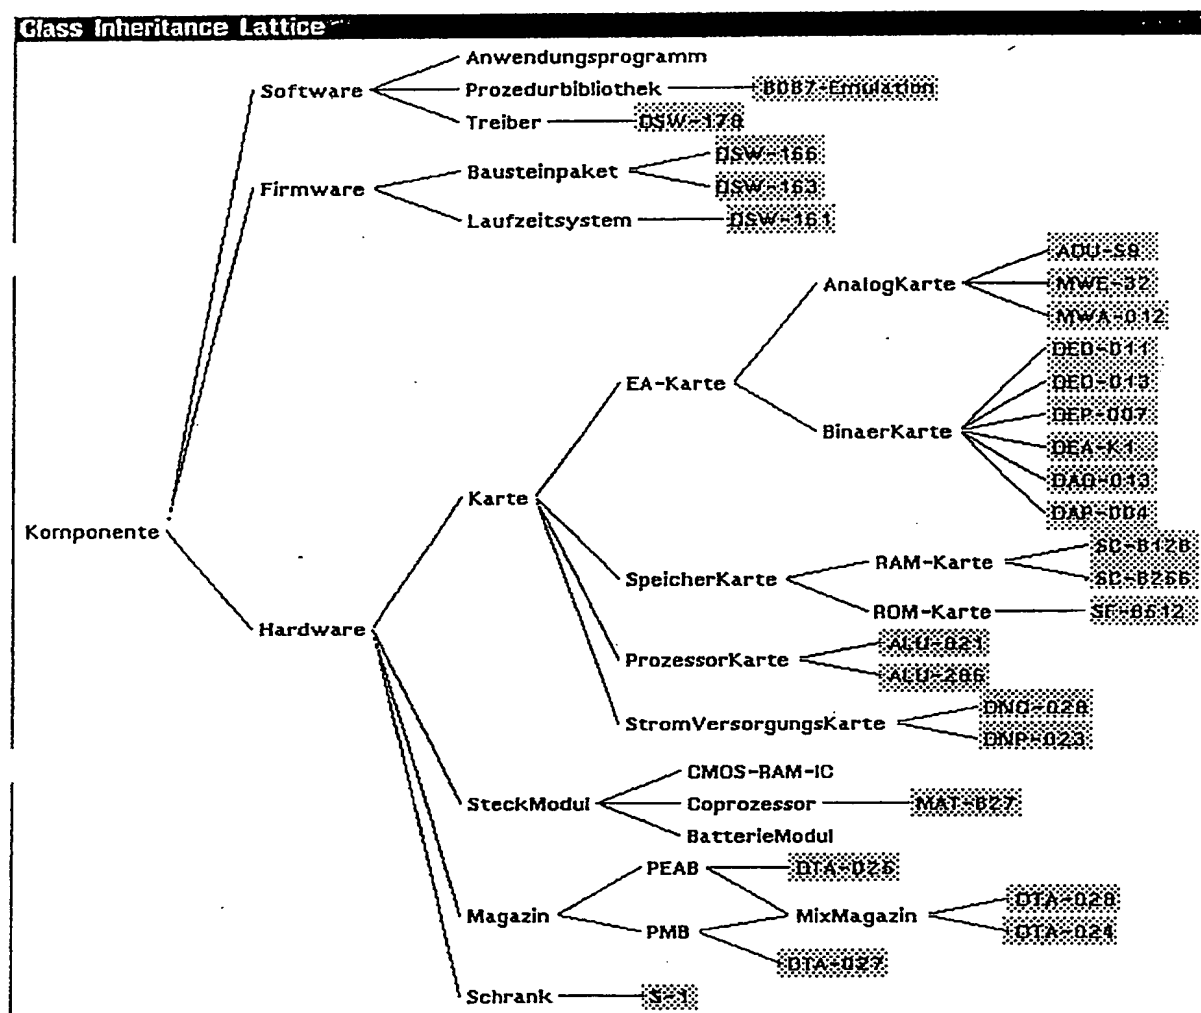 Class Inheritance Lattice
Anwendungsprogramm
Software
Prozedurbibliothek
8087-Emulation
Treiber
DSW-178
Bausteinpaket
DSW-166
Firmware
DSW-163
Laufzeitsystem
DSW-161
ADU-S8
AnalogKarte
MWE-32
MWA-012
DEO-011
EA-Karte
DEO-013
DEP-007
BinaerKarte
DEA-K1
DAO-013
Karte
DAP-004
Komponente
SC-B128
RAM-Karte
SpeicherKarte
SC-B256
ROM-Karte
SF-B512
Hardware
ALU-021
ProzessorKarte
ALU-286
DNO-028
StromVersorgungsKarte
DNP-023
CMOS-RAM-IC
SteckModul
Coprozessor
MAT-827
BatterieModul
PEAB
DTA-026
DTA-028
Magazin
MixMagazin
PMB
DTA-024
DTA-027
Schrank
S-1